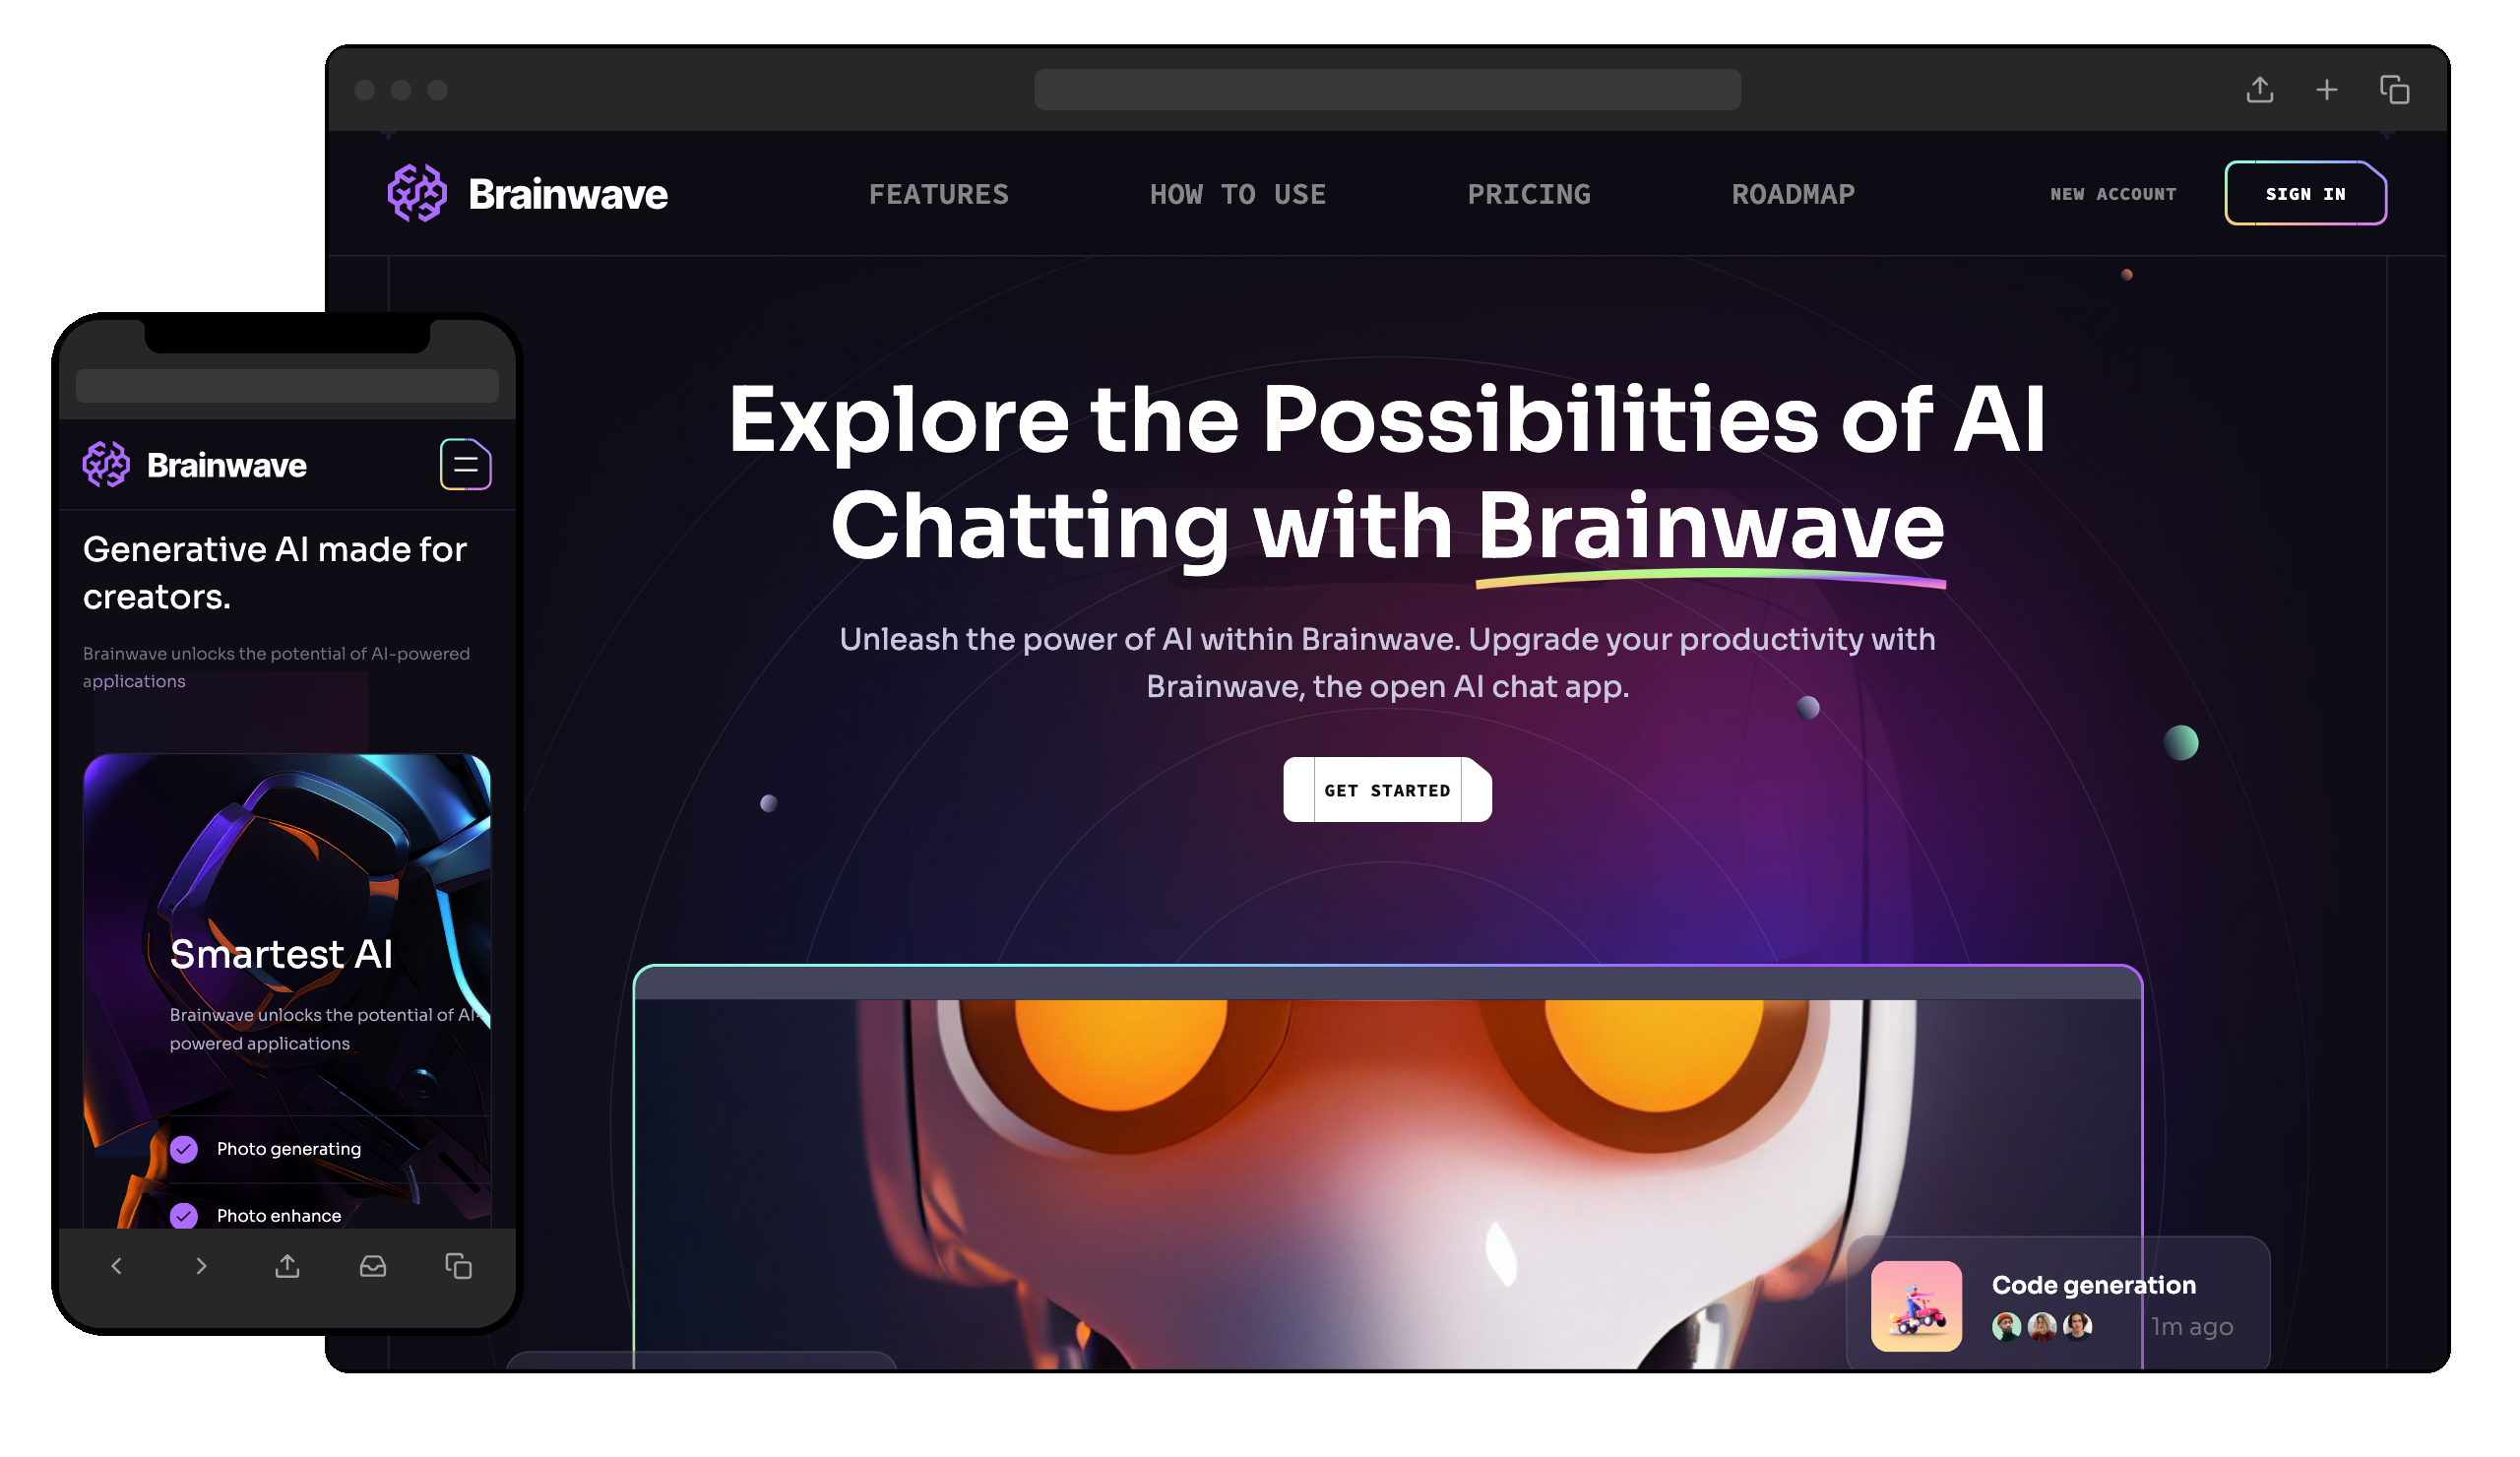 Brainwave
FEATURES
HOW TO USE
PRICING
ROADMAP
NEW ACCOUNT
SIGN IN
Explore the Possibilities of AI
Chatting with Brainwave
Unleash the power of AI within Brainwave. Upgrade your productivity with
Brainwave, the open AI chat app.
GET STARTED
Code generation
1m ago
Brainwave
Generative AI made for
creators.
Brainwave unlocks the potential of AI-powered
applications
Smartest AI
Brainwave unlocks the potential of AI-
powered applications
Photo generating
Photo enhance